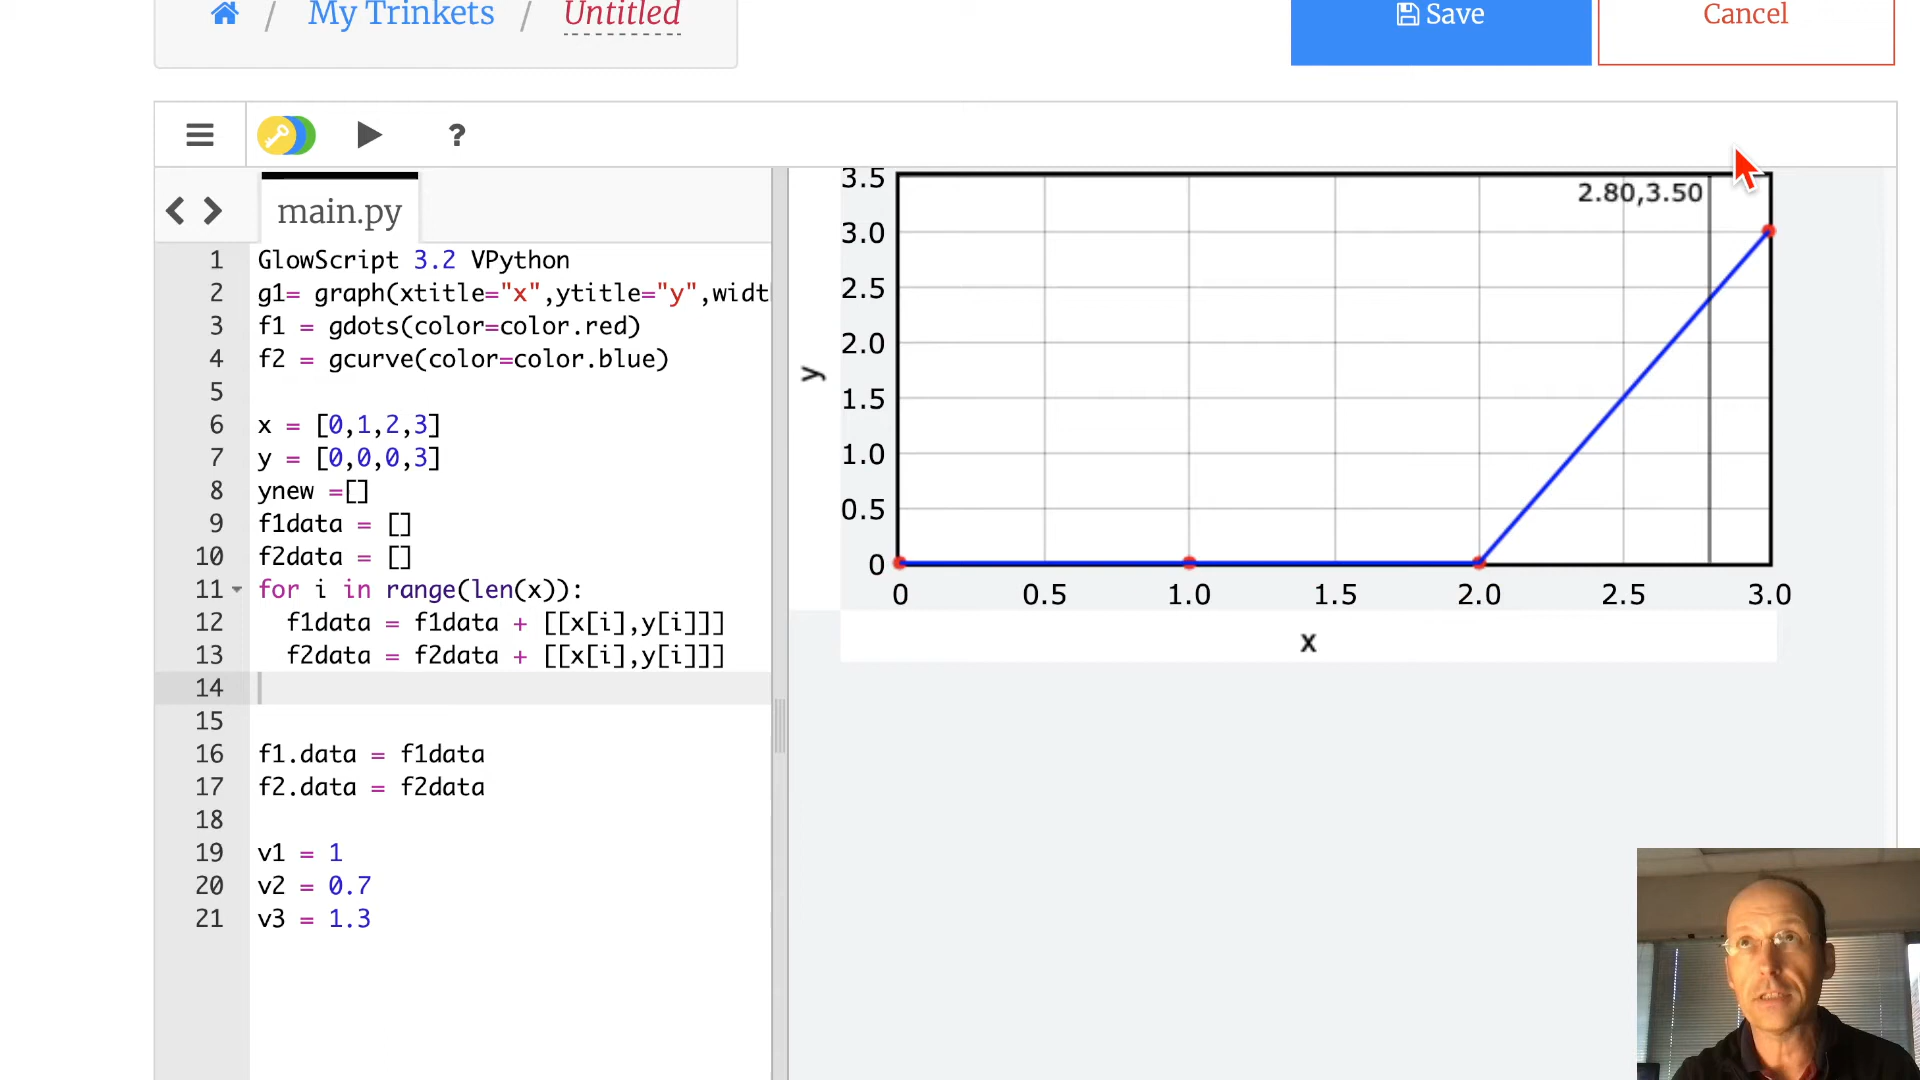 / My Trinkets / Untitled
Save
Cancel
?
main.py
1 GlowScript 3.2 VPython
2 g1= graph(xtitle="x",ytitle="y",widt
3 f1 = gdots(color=color.red)
4 f2 = gcurve(color=color.blue)
5
6 x = [0,1,2,3]
7 y = [0,0,0,3]
8 ynew =[]
9 f1data = []
10 f2data = []
11 for i in range(len(x)):
12 f1data = f1data + [[x[i],y[i]]]
13 f2data = f2data + [[x[i],y[i]]]
14
15
16 f1.data = f1data
17 f2.data = f2data
18
19 v1 = 1
20 v2 = 0.7
21 v3 = 1.3
2.80,3.50
3.5
3.0
2.5
2.0
1.5
1.0
0.5
0
y
0 0.5 1.0 1.5 2.0 2.5 3.0
x